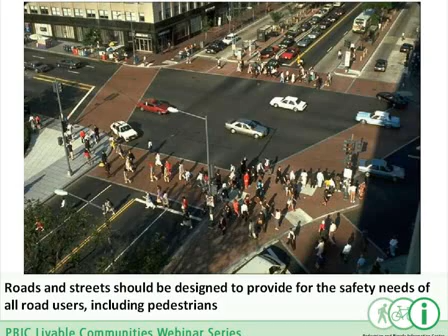 Roads and streets should be designed to provide for the safety needs of
all road users, including pedestrians
PBIC Livable Communities Webinar Series
i